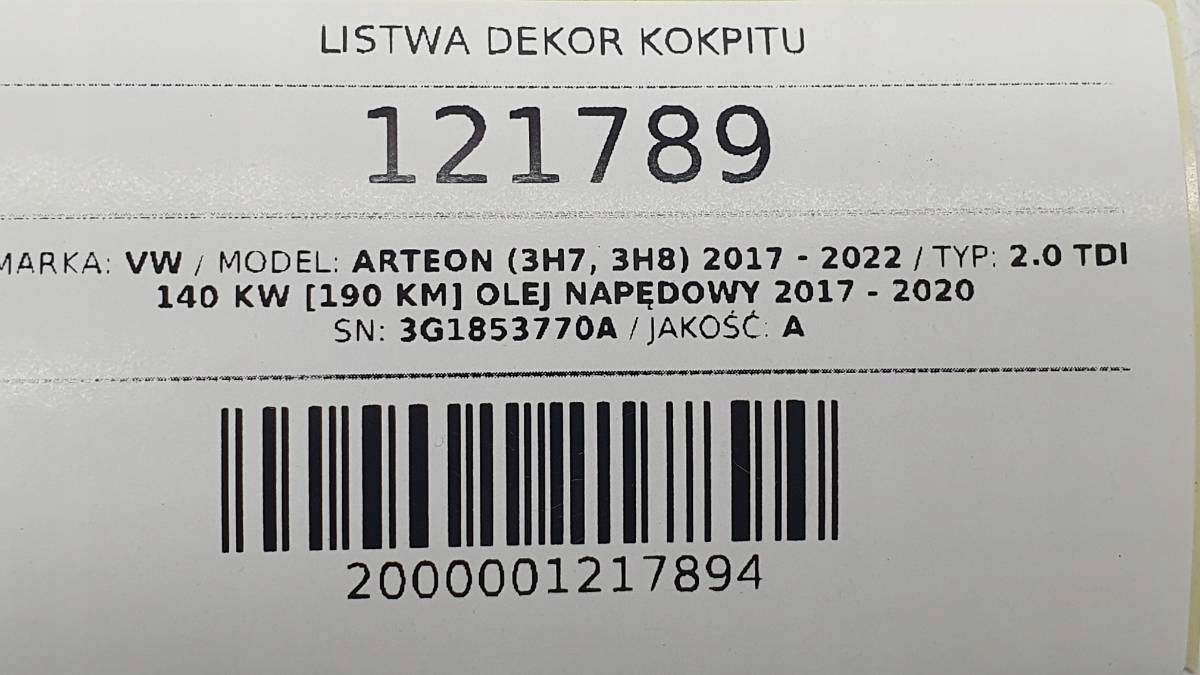 LISTWA DEKOR KOKPITU
121789
MARKA: VW / MODEL: ARTEON (3H7, 3H8) 2017 - 2022 / TYP: 2.0 TDI
140 KW [190 KM] OLEJ NAPĘDOWY 2017 - 2020
SN: 3G1853770A / JAKOŚĆ: A
2000001217894